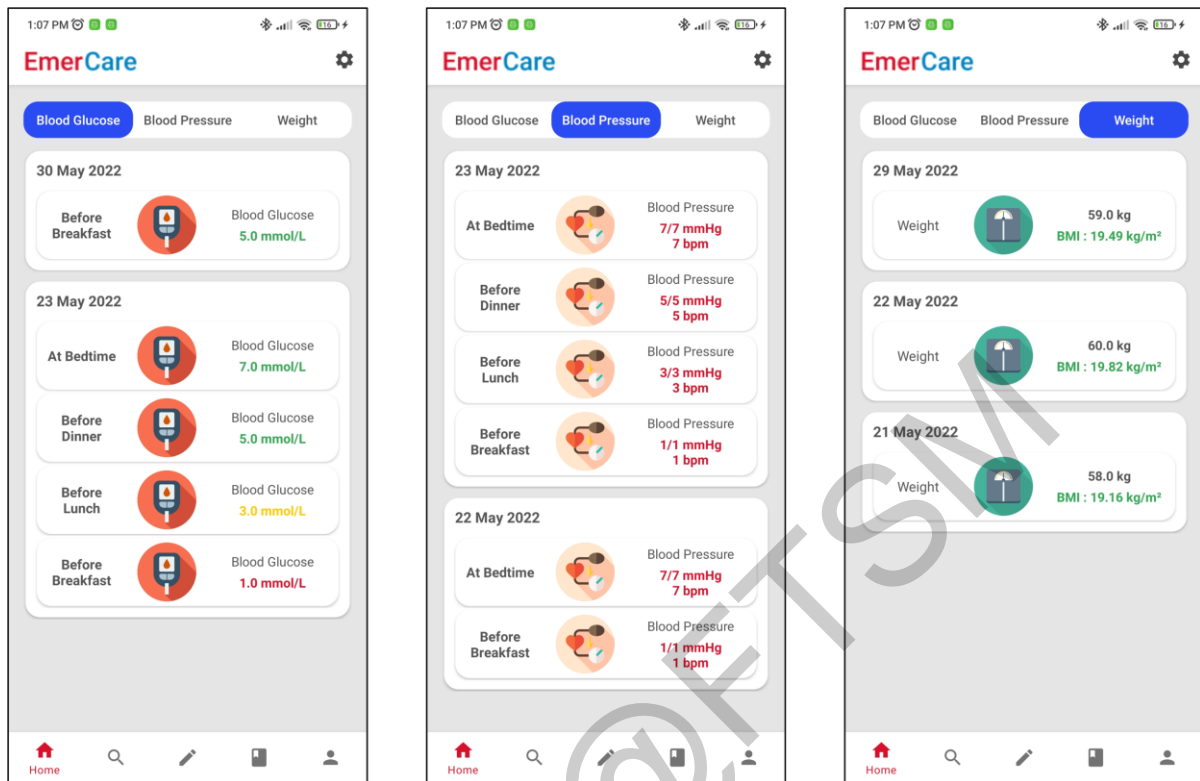 1:07 PM
16
EmerCare
Blood Glucose Blood Pressure Weight
30 May 2022
Before
Breakfast
Blood Glucose
5.0 mmol/L
23 May 2022
At Bedtime
Blood Glucose
7.0 mmol/L
Before
Dinner
Blood Glucose
5.0 mmol/L
Before
Lunch
Blood Glucose
3.0 mmol/L
Before
Breakfast
Blood Glucose
1.0 mmol/L
Home
1:07 PM
16
EmerCare
Blood Glucose Blood Pressure Weight
23 May 2022
At Bedtime
Blood Pressure
7/7 mmHg
7 bpm
Before
Dinner
Blood Pressure
5/5 mmHg
5 bpm
Before
Lunch
Blood Pressure
3/3 mmHg
3 bpm
Before
Breakfast
Blood Pressure
1/1 mmHg
1 bpm
22 May 2022
At Bedtime
Blood Pressure
7/7 mmHg
7 bpm
Before
Breakfast
Blood Pressure
1/1 mmHg
1 bpm
Home
1:07 PM
16
EmerCare
Blood Glucose Blood Pressure Weight
29 May 2022
Weight
59.0 kg
BMI : 19.49 kg/m²
22 May 2022
Weight
60.0 kg
BMI : 19.82 kg/m²
21 May 2022
Weight
58.0 kg
BMI : 19.16 kg/m²
Home
@FTSM